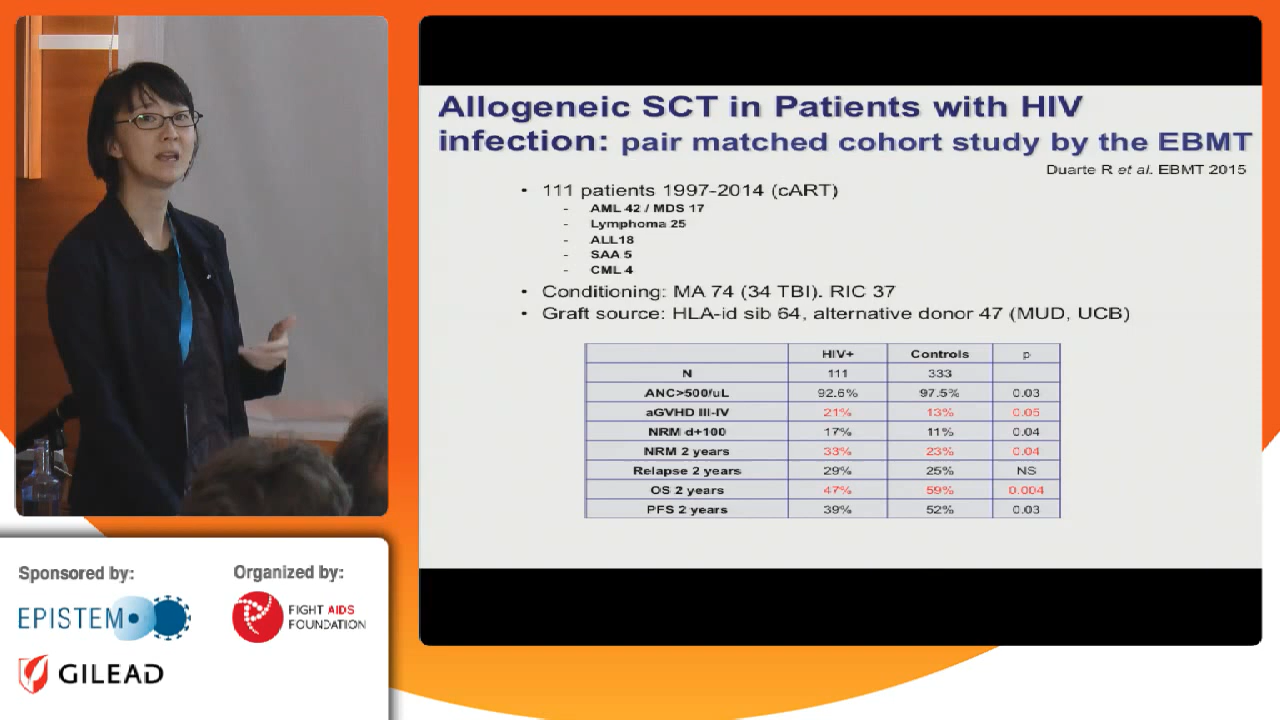 Allogeneic SCT in Patients with HIV
infection: pair matched cohort study by the EBMT
Duarte R et al. EBMT 2015
• 111 patients 1997-2014 (cART)
- AML 42 / MDS 17
- Lymphoma 25
- ALL18
- SAA 5
- CML 4
• Conditioning: MA 74 (34 TBI). RIC 37
• Graft source: HLA-id sib 64, alternative donor 47 (MUD, UCB)
HIV+ Controls p
N 111 333
ANC>500/uL 92.6% 97.5% 0.03
aGVHD III-IV 21% 13% 0.05
NRM d+100 17% 11% 0.04
NRM 2 years 33% 23% 0.04
Relapse 2 years 29% 25% NS
OS 2 years 47% 59% 0.004
PFS 2 years 39% 52% 0.03
Sponsored by:
EPISTEM
GILEAD
Organized by:
FIGHT AIDS
FOUNDATION